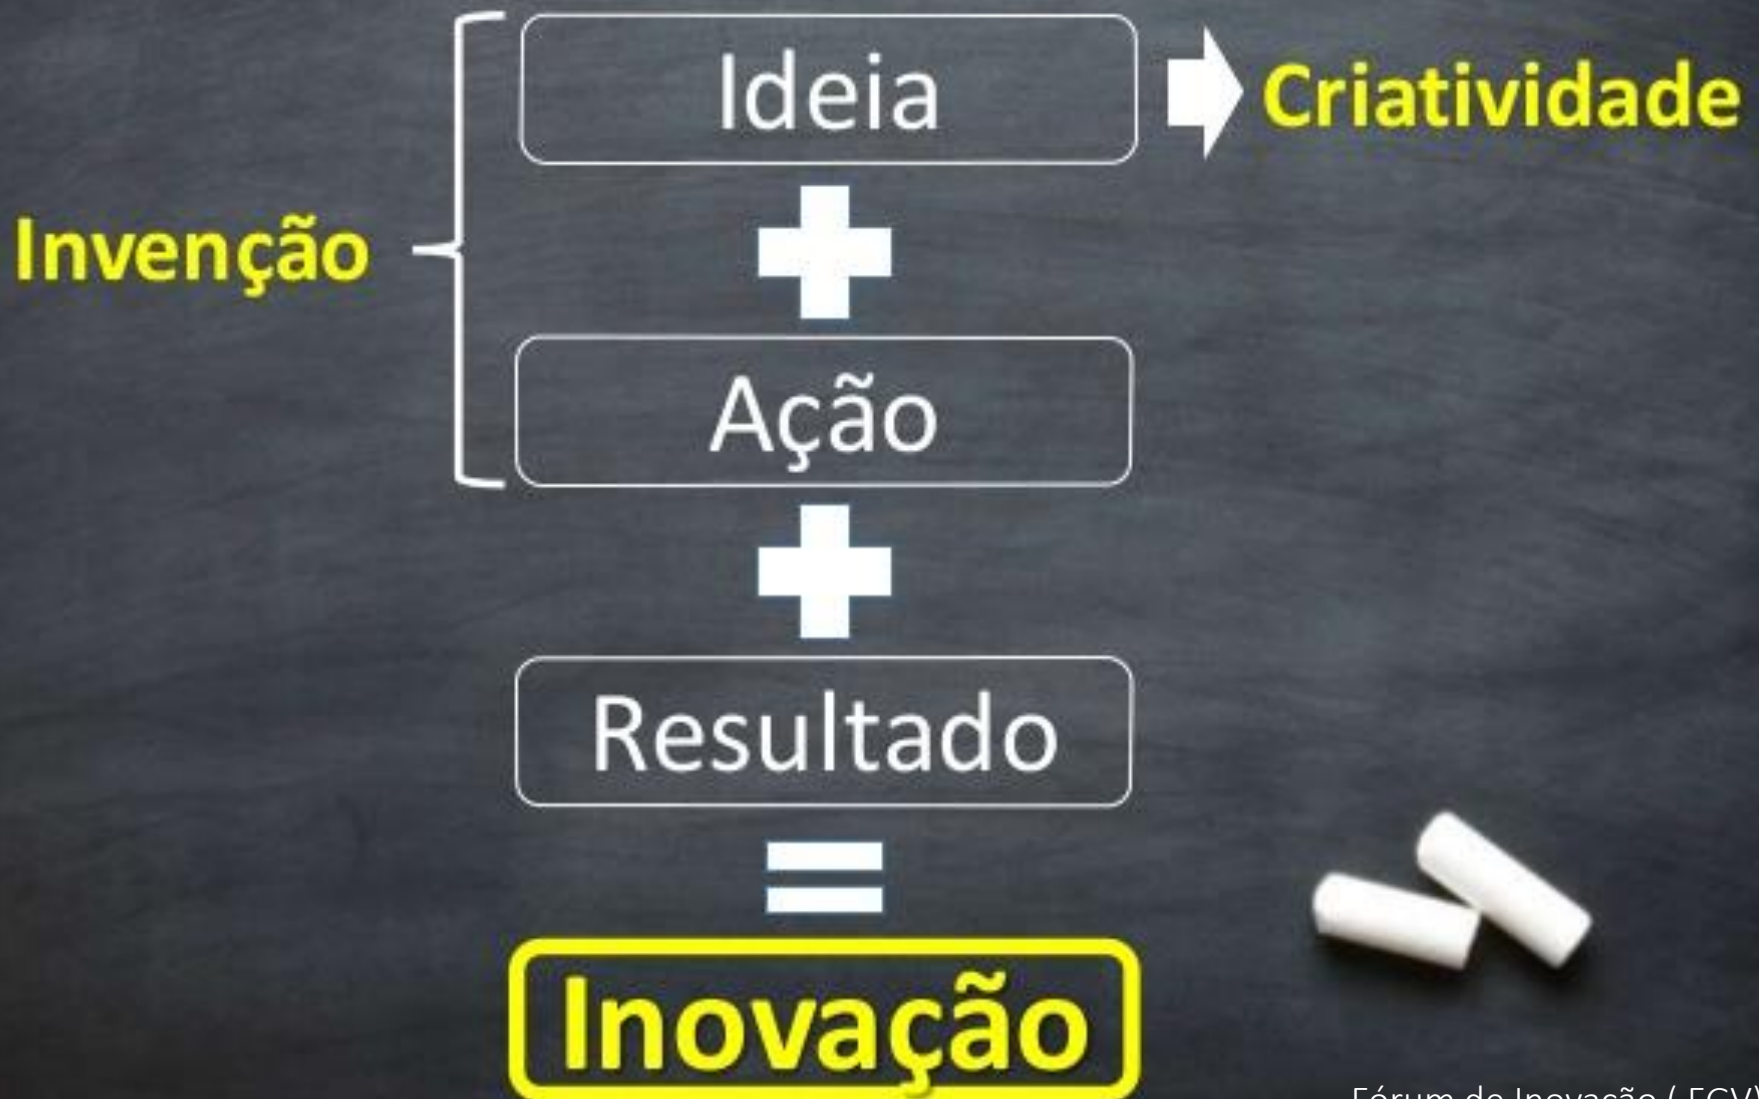 Ideia
Criatividade
Invenção
Ação
Resultado
Inovação
Fórum de Inovação ( FGV)